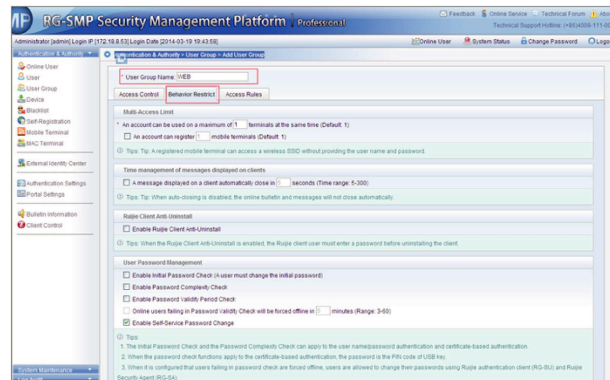 RG-SMP Security Management Platform Professional
Feedback Online Service Technical Forum
Technical Support Hotline: (+86)4008-111-00
Administrator [admin] Login IP [172.18.8.53] Login Date [2014-03-19 19:43:58]
Online User System Status Change Password
Authentication & Authority
Online User
User
User Group
Device
Blacklist
Self-Registration
Mobile Terminal
MAC Terminal
External Identity Center
Authentication Settings
Portal Settings
Bulletin Information
Client Control
System Maintenance
Authentication & Authority > User Group > Add User Group
* User Group Name: WEB
Access Control Behavior Restrict Access Rules
Multi-Access Limit
* An account can be used on a maximum of 1 terminals at the same time (Default: 1)
An account can register 1 mobile terminals (Default: 1)
Tips: Tip: A registered mobile terminal can access a wireless SSID without providing the user name and password.
Time management of messages displayed on clients
A message displayed on a client automatically close in seconds (Time range: 5-300)
Tips: Tip: When auto-closing is disabled, the online bulletin and messages will not close automatically.
Ruijie Client Anti-Uninstall
Enable Ruijie Client Anti-Uninstall
Tips: When the Ruijie Client Anti-Uninstall is enabled, the Ruijie client user must enter a password before uninstalling the client.
User Password Management
Enable Initial Password Check (A user must change the initial password)
Enable Password Complexity Check
Enable Password Validity Period Check
Online users failing in Password Validity Check will be forced offline in minutes (Range: 3-60)
Enable Self-Service Password Change
Tips:
1. The Initial Password Check and the Password Complexity Check can apply to the user name/password authentication and certificate-based authentication.
2. When the password check functions apply to the certificate-based authentication, the password is the PIN code of USB key.
3. When it is configured that users failing in password check are forced offline, users are allowed to change their passwords using Ruijie authentication client (RG-SU) and Ruijie
Security Agent (RG-SA).